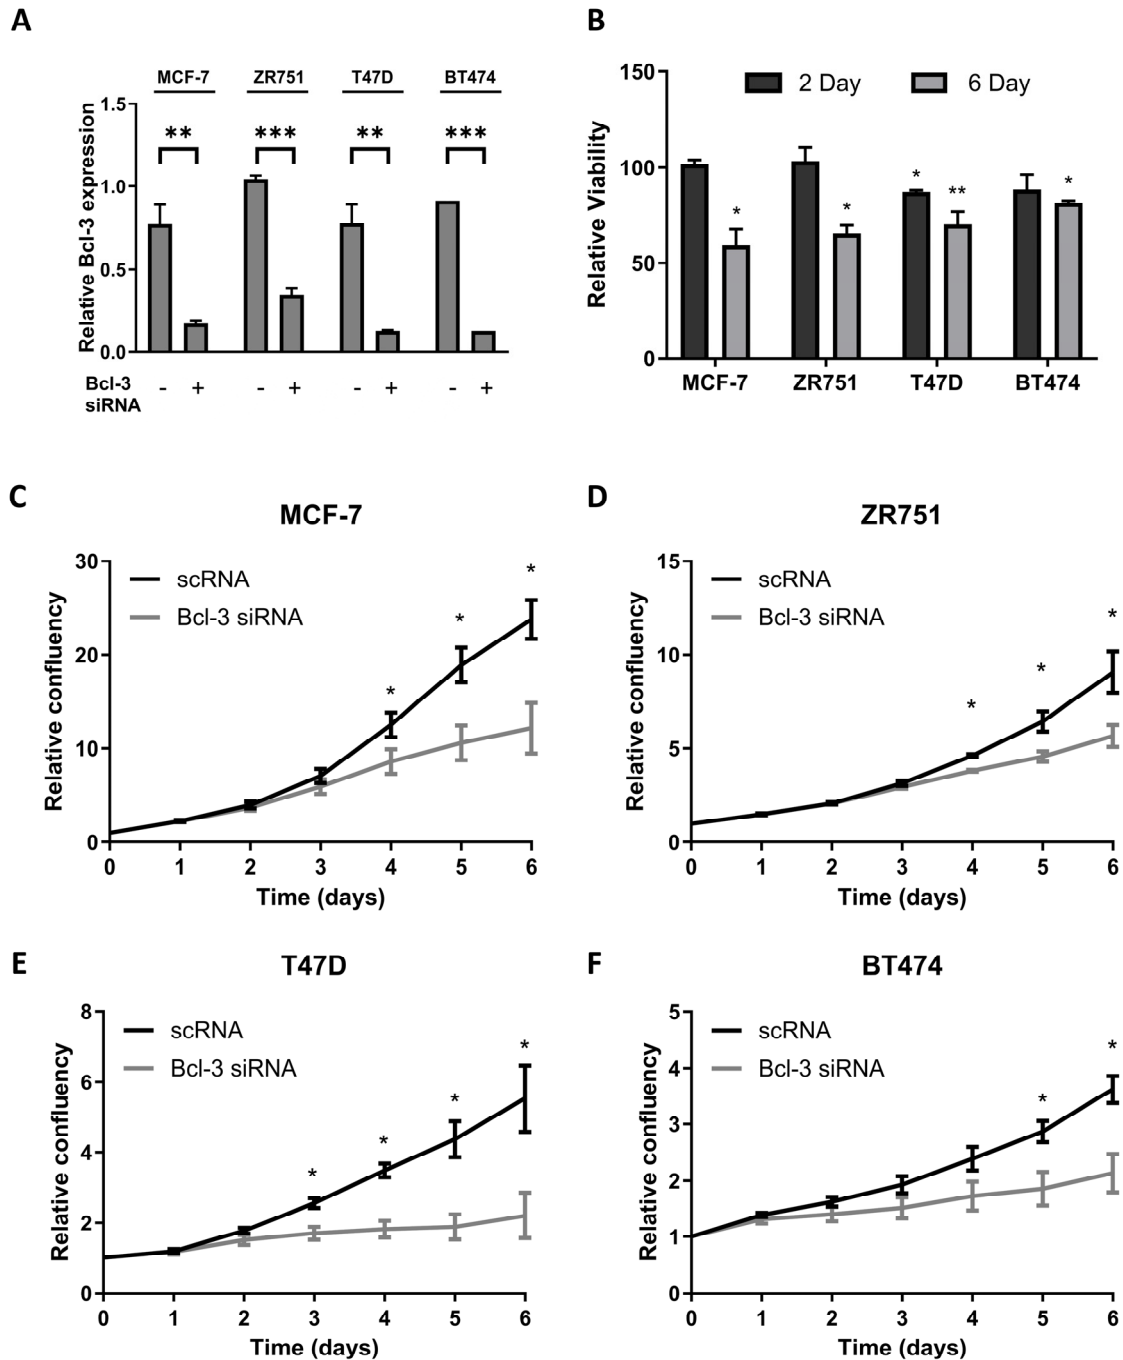 A
MCF-7 ZR751 T47D BT474
** *** ** ***
Relative Bcl-3 expression
1.5
1.0
0.5
0.0
Bcl-3 - + - + - + - +
siRNA
B
2 Day 6 Day
Relative Viability
150
100
50
0
* * * ** *
MCF-7 ZR751 T47D BT474
C
MCF-7
scRNA
Bcl-3 siRNA
Relative confluency
30
20
10
0
* * *
0 1 2 3 4 5 6
Time (days)
D
ZR751
scRNA
Bcl-3 siRNA
Relative confluency
15
10
5
0
* * *
0 1 2 3 4 5 6
Time (days)
E
T47D
scRNA
Bcl-3 siRNA
Relative confluency
8
6
4
2
0
* * * *
0 1 2 3 4 5 6
Time (days)
F
BT474
scRNA
Bcl-3 siRNA
Relative confluency
5
4
3
2
1
0
* *
0 1 2 3 4 5 6
Time (days)